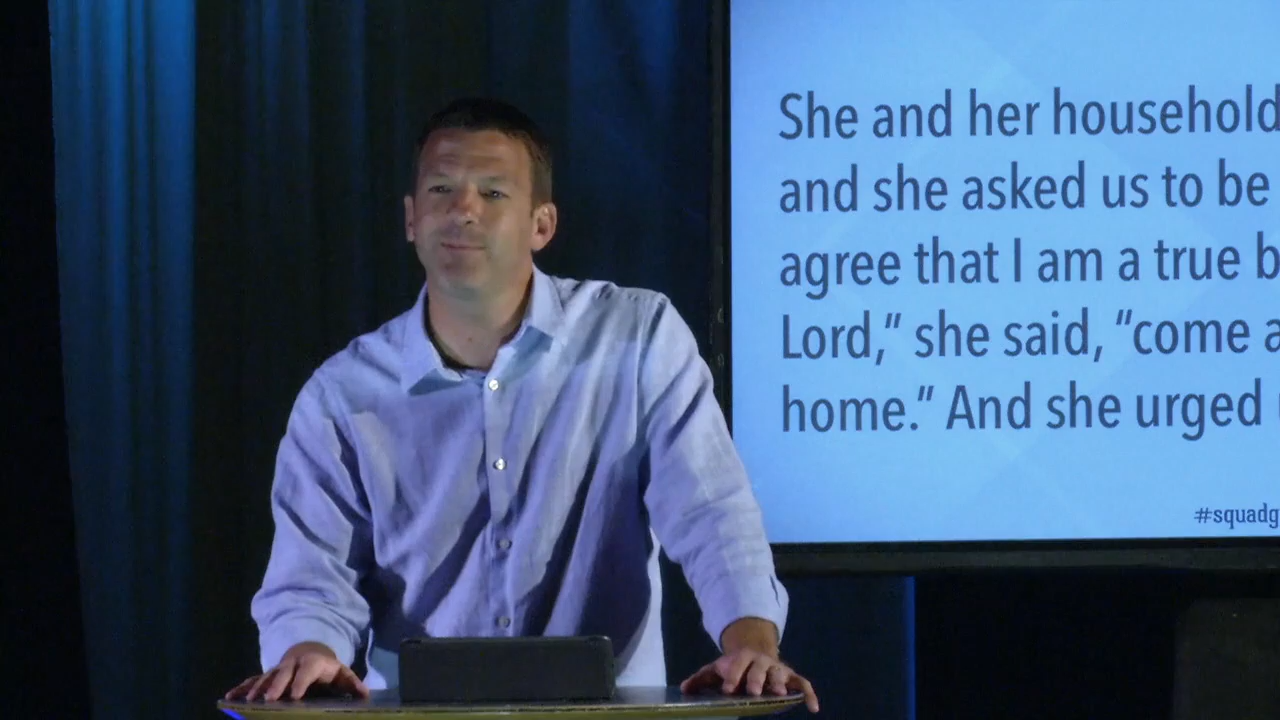 She and her household
and she asked us to be
agree that I am a true
Lord,” she said, “come
home.” And she urged
#squadg